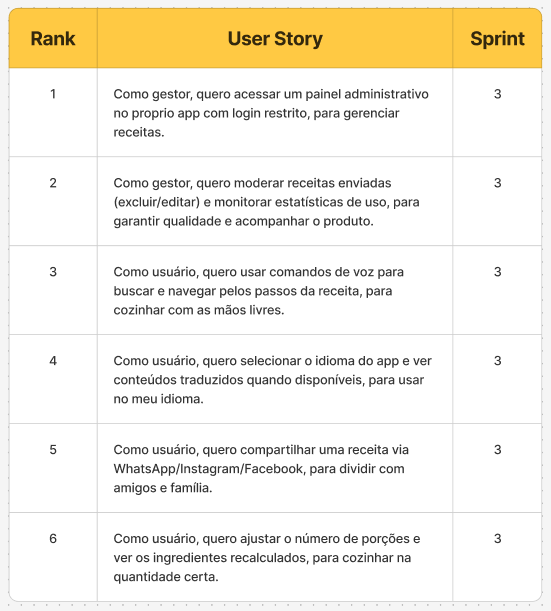 Rank User Story Sprint
1 Como gestor, quero acessar um painel administrativo 3
no proprio app com login restrito, para gerenciar
receitas.
2 Como gestor, quero moderar receitas enviadas 3
(excluir/editar) e monitorar estatísticas de uso, para
garantir qualidade e acompanhar o produto.
3 Como usuário, quero usar comandos de voz para 3
buscar e navegar pelos passos da receita, para
cozinhar com as mãos livres.
4 Como usuário, quero selecionar o idioma do app e ver 3
conteúdos traduzidos quando disponíveis, para usar
no meu idioma.
5 Como usuário, quero compartilhar uma receita via 3
WhatsApp/Instagram/Facebook, para dividir com
amigos e família.
6 Como usuário, quero ajustar o número de porções e 3
ver os ingredientes recalculados, para cozinhar na
quantidade certa.